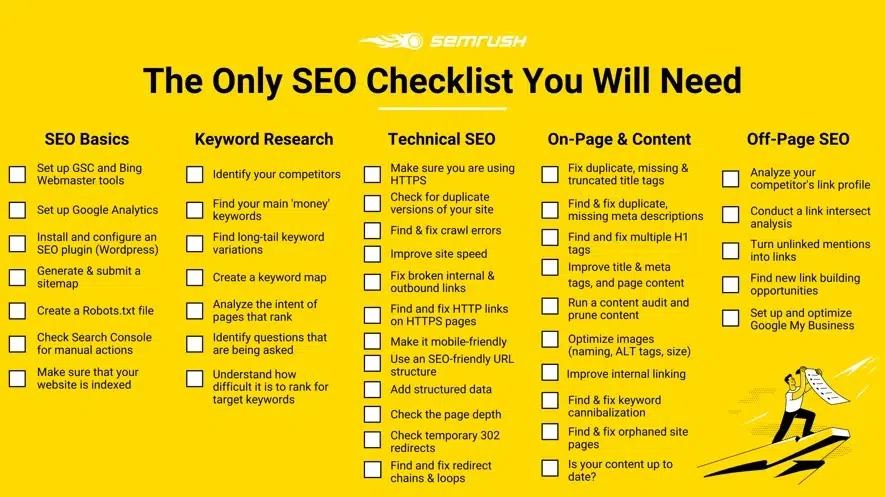 semrush
The Only SEO Checklist You Will Need
SEO Basics
Set up GSC and Bing
Webmaster tools
Set up Google Analytics
Install and configure an
SEO plugin (Wordpress)
Generate & submit a
sitemap
Create a Robots.txt file
Check Search Console
for manual actions
Make sure that your
website is indexed
Keyword Research
Identify your competitors
Find your main 'money'
keywords
Find long-tail keyword
variations
Create a keyword map
Analyze the intent of
pages that rank
Identify questions that
are being asked
Understand how
difficult it is to rank for
target keywords
Technical SEO
Make sure you are using
HTTPS
Check for duplicate
versions of your site
Find & fix crawl errors
Improve site speed
Fix broken internal &
outbound links
Find and fix HTTP links
on HTTPS pages
Make it mobile-friendly
Use an SEO-friendly URL
structure
Add structured data
Check the page depth
Check temporary 302
redirects
Find and fix redirect
chains & loops
On-Page & Content
Fix duplicate, missing &
truncated title tags
Find & fix duplicate,
missing meta descriptions
Find and fix multiple H1
tags
Improve title & meta
tags, and page content
Run a content audit and
prune content
Optimize images
(naming, ALT tags, size)
Improve internal linking
Find & fix keyword
cannibalization
Find & fix orphaned site
pages
Is your content up to
date?
Off-Page SEO
Analyze your
competitor's link profile
Conduct a link intersect
analysis
Turn unlinked mentions
into links
Find new link building
opportunities
Set up and optimize
Google My Business